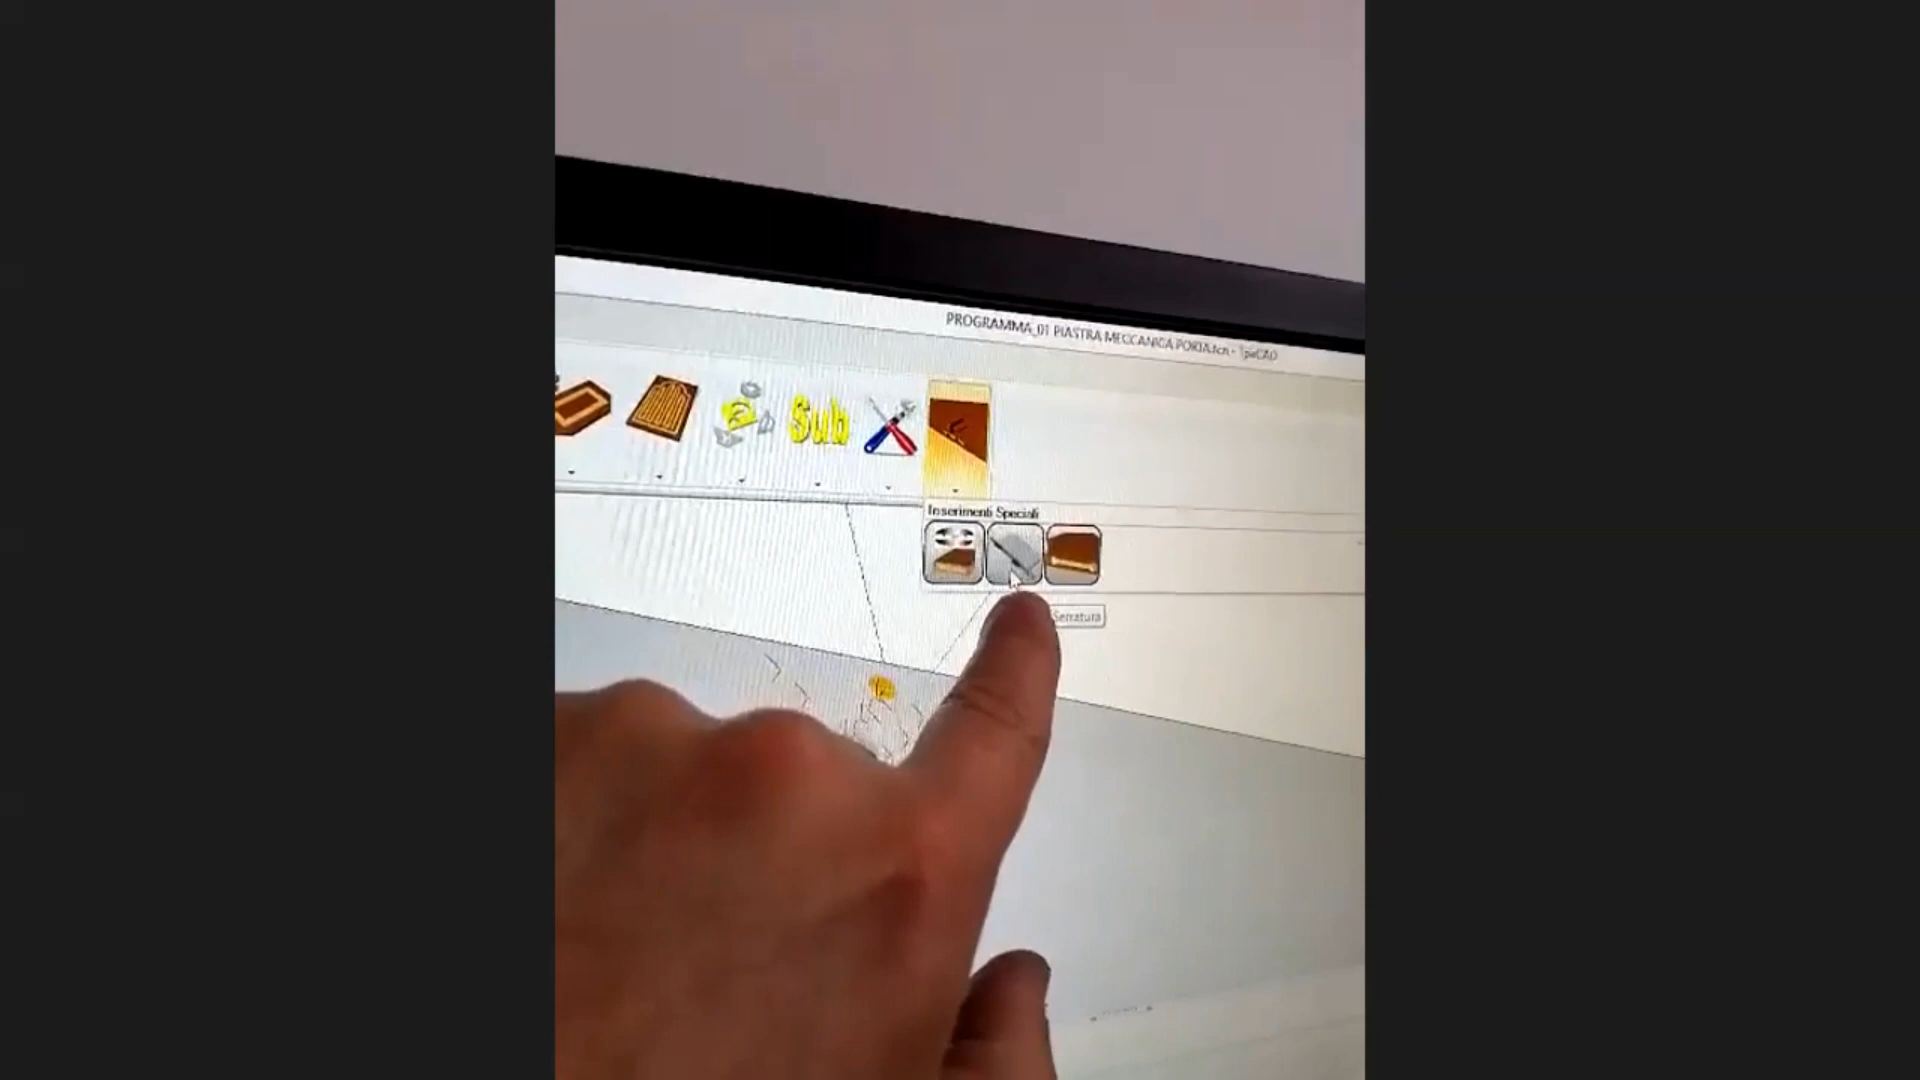 PROGRAMMA_01 PIASTRA MECCANICA PORTA.tcn - TpaCAD
Sub
Inserimenti Speciali
Serratura